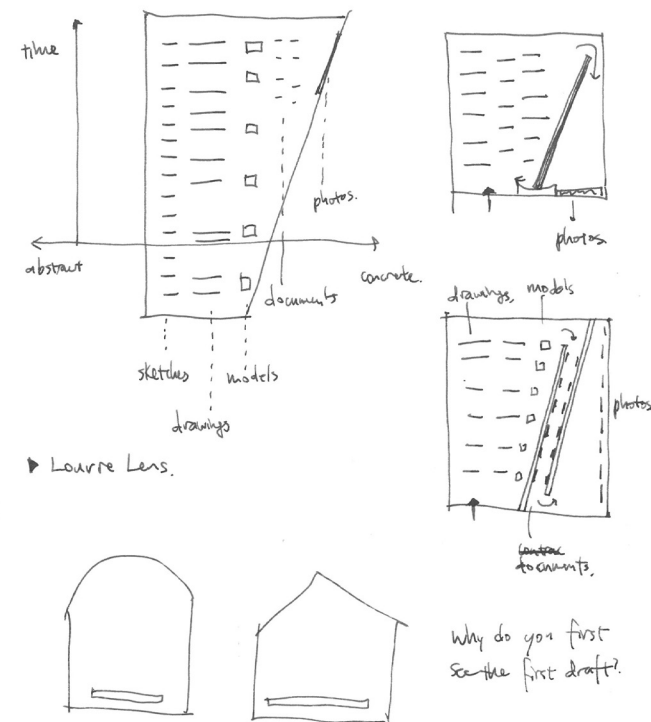 time
abstract
concrete.
photos.
documents
sketches
models
drawings
▶ Louvre Lens.
photos
drawings,
models
photos
documents.
Why do you first
see the first draft?